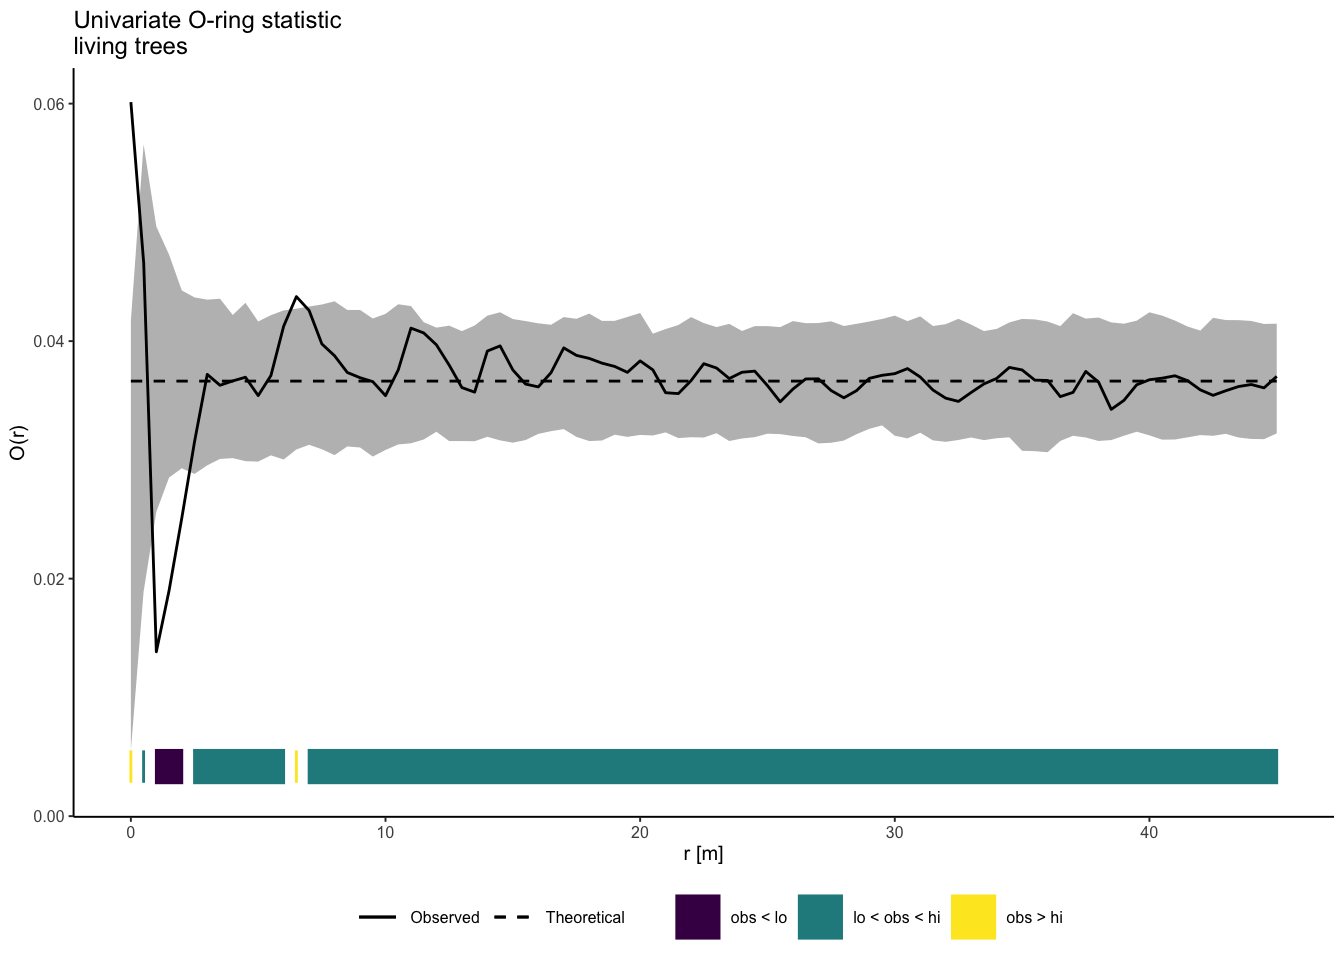 Univariate O-ring statistic
living trees
0.06
0.04
0.02
0.00
O(r)
0 10 20 30 40
r [m]
Observed Theoretical obs < lo lo < obs < hi obs > hi